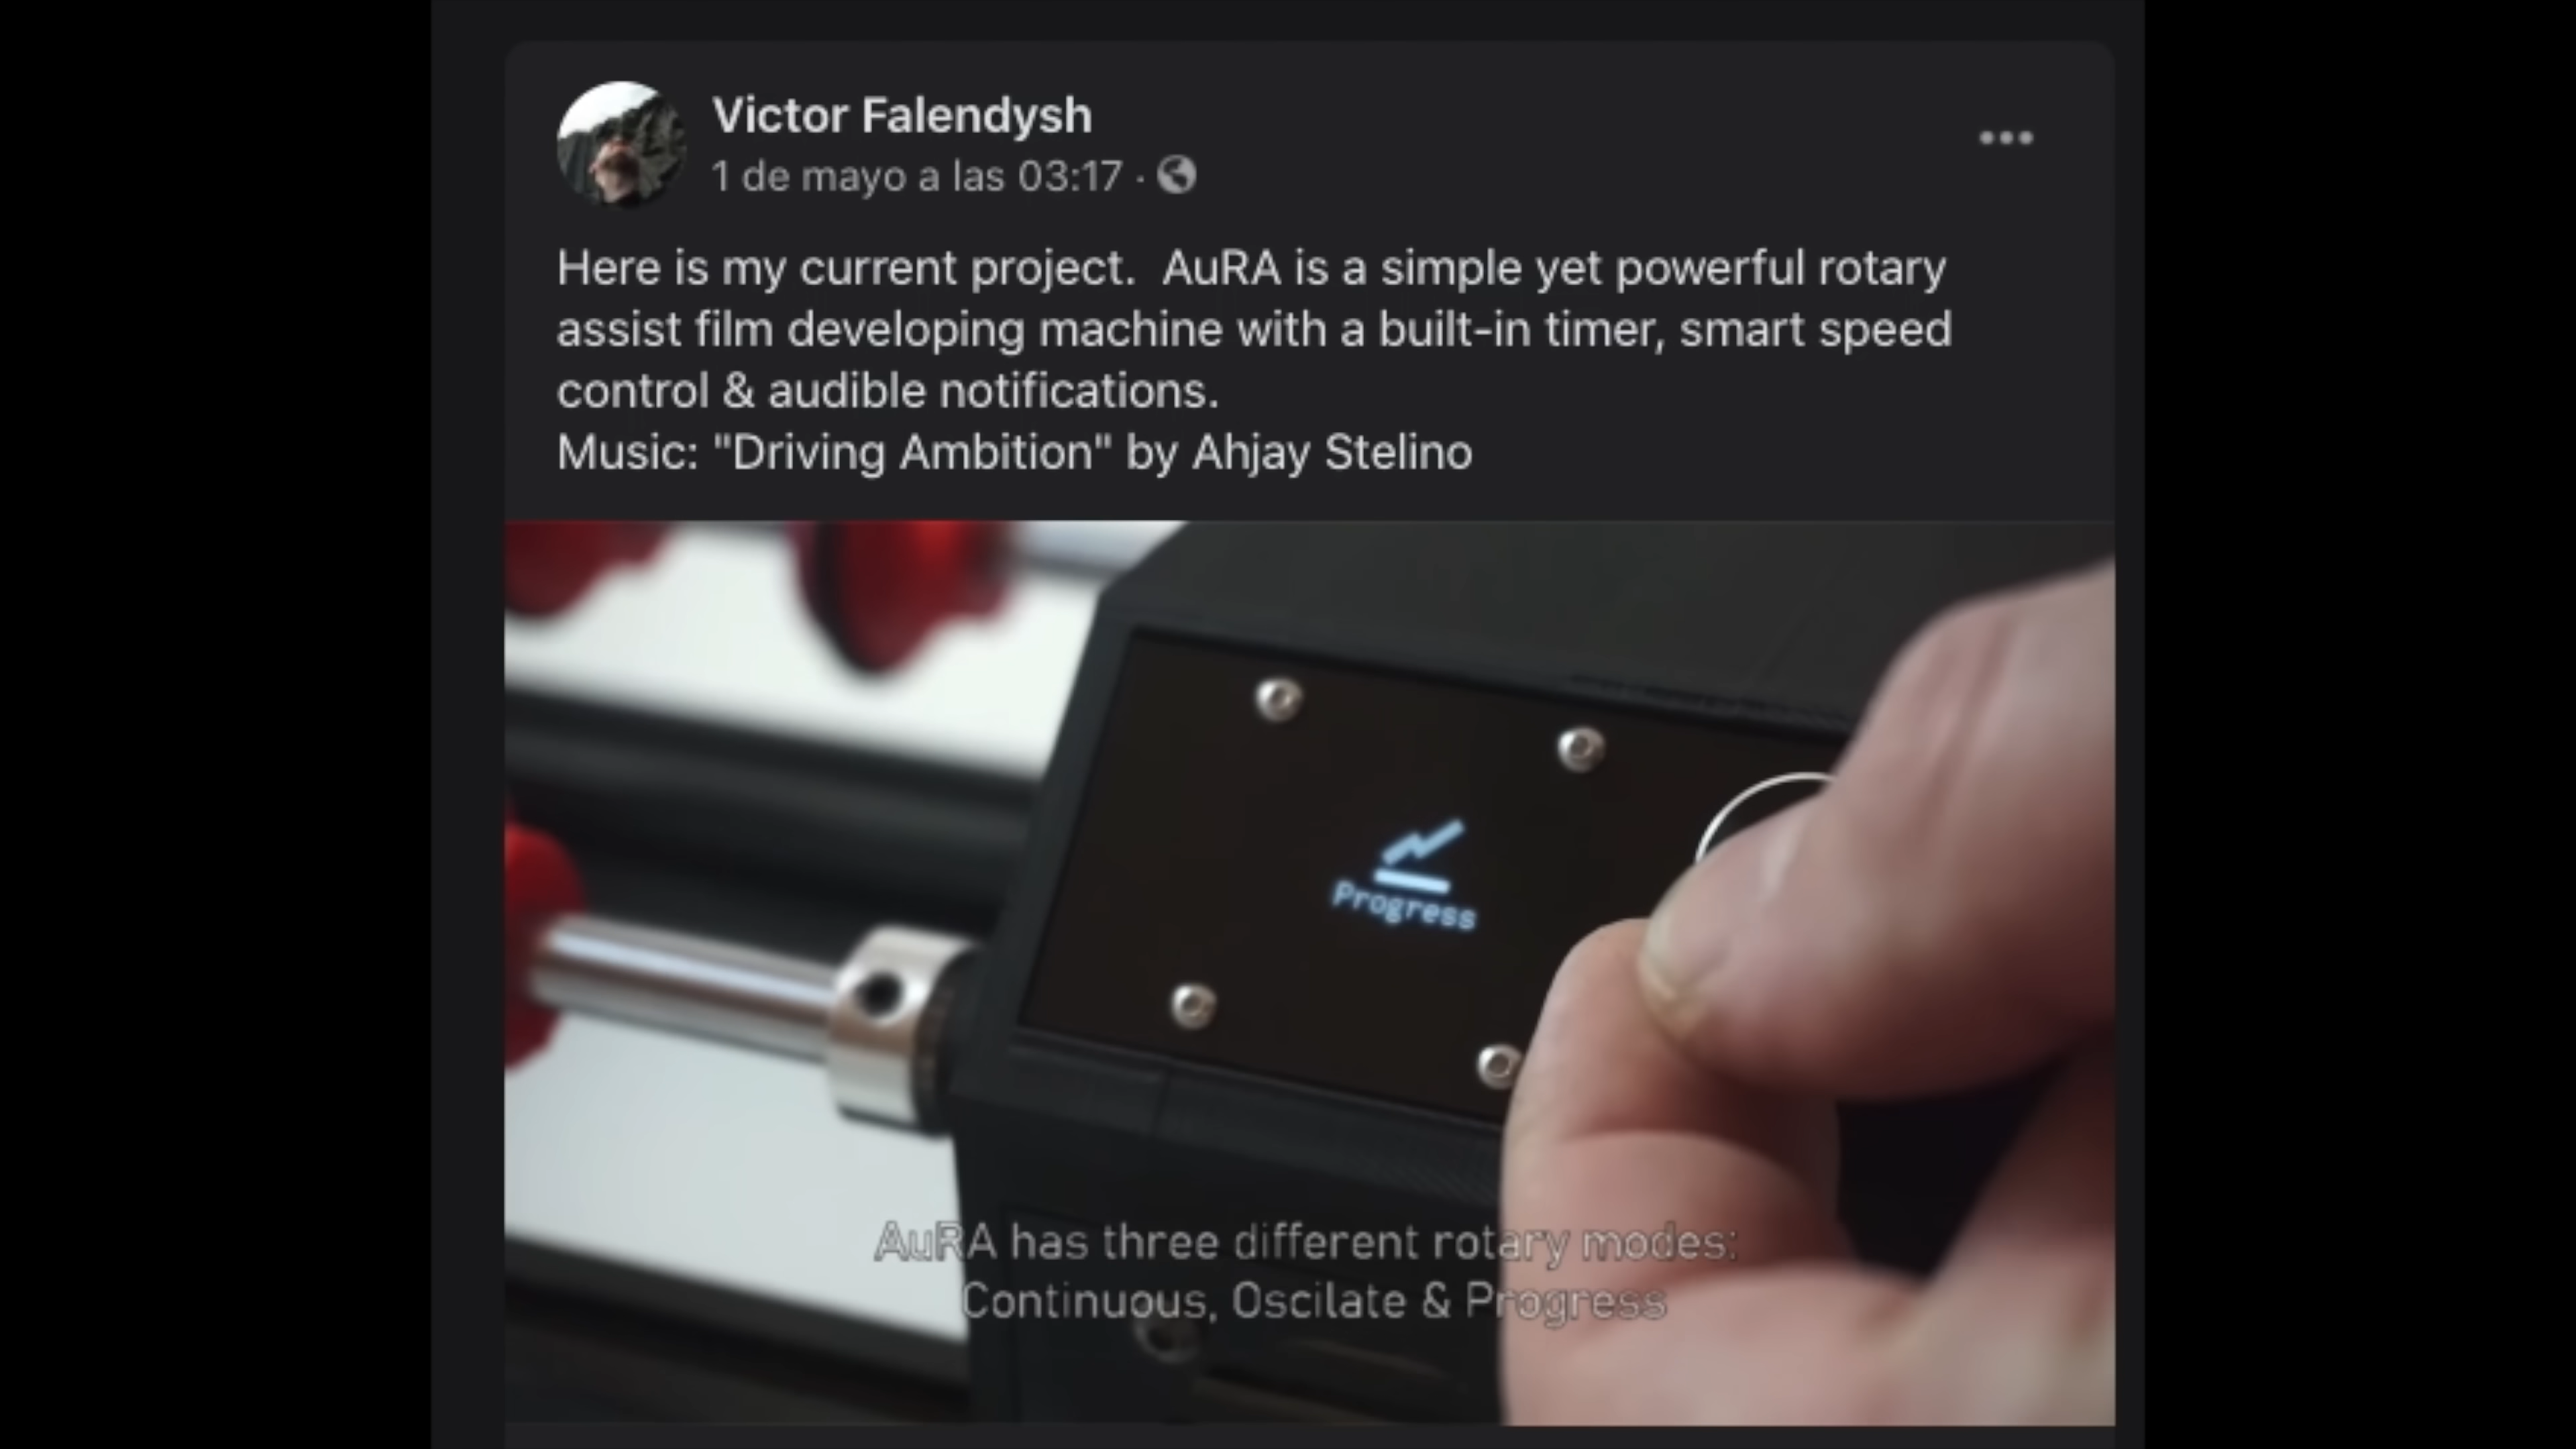 Victor Falendysh
1 de mayo a las 03:17 ·
Here is my current project.  AuRA is a simple yet powerful rotary
assist film developing machine with a built-in timer, smart speed
control & audible notifications.
Music: "Driving Ambition" by Ahjay Stelino
Progress
AuRA has three different rotary modes:
Continuous, Oscilate & Progress